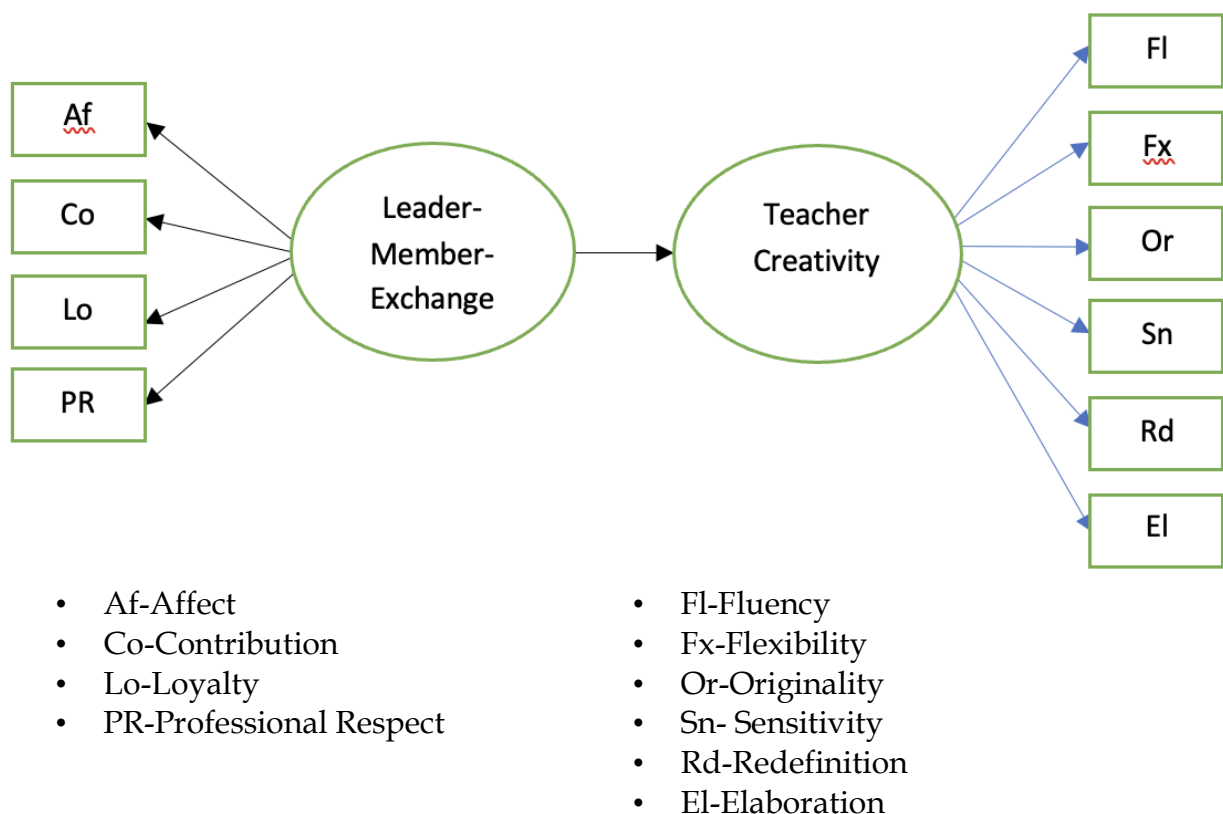 Af
Co
Lo
PR
Leader-
Member-
Exchange
Teacher
Creativity
Fl
Fx
Or
Sn
Rd
El
• Af-Affect
• Co-Contribution
• Lo-Loyalty
• PR-Professional Respect
• Fl-Fluency
• Fx-Flexibility
• Or-Originality
• Sn- Sensitivity
• Rd-Redefinition
• El-Elaboration